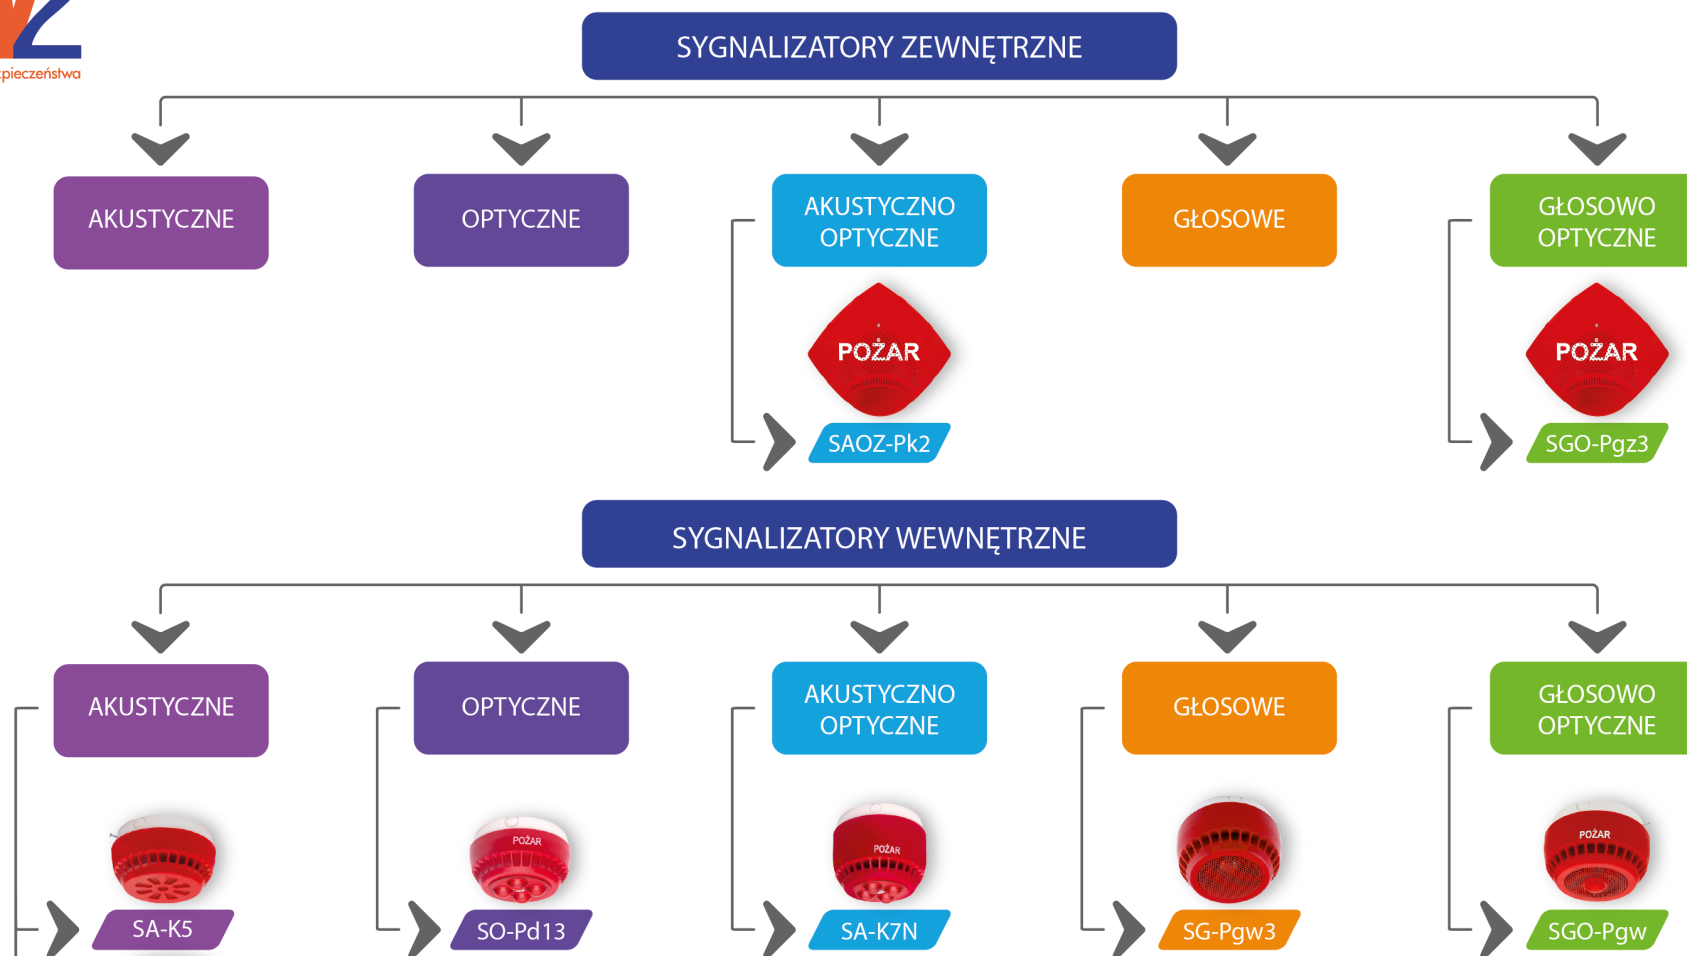 pieczeństwa
SYGNALIZATORY ZEWNĘTRZNE
AKUSTYCZNE
OPTYCZNE
AKUSTYCZNO
OPTYCZNE
GŁOSOWE
GŁOSOWO
OPTYCZNE
POŻAR
POŻAR
SAOZ-Pk2
SGO-Pgz3
SYGNALIZATORY WEWNĘTRZNE
AKUSTYCZNE
OPTYCZNE
AKUSTYCZNO
OPTYCZNE
GŁOSOWE
GŁOSOWO
OPTYCZNE
POŻAR
POŻAR
POŻAR
SA-K5
SO-Pd13
SA-K7N
SG-Pgw3
SGO-Pgw